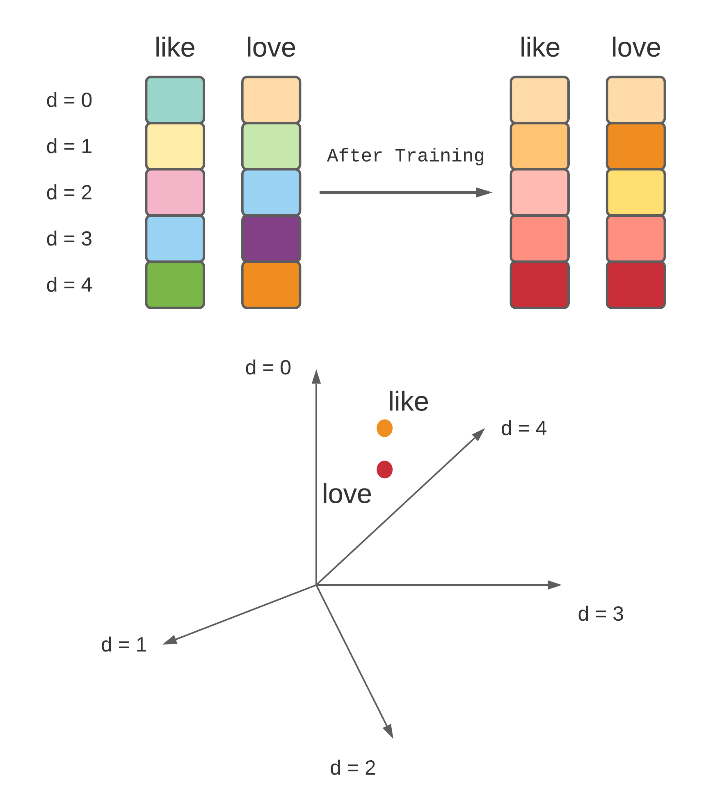 like love
like love
d = 0
d = 1
After Training
d = 2
d = 3
d = 4
d = 0
like
d = 4
love
d = 3
d = 1
d = 2